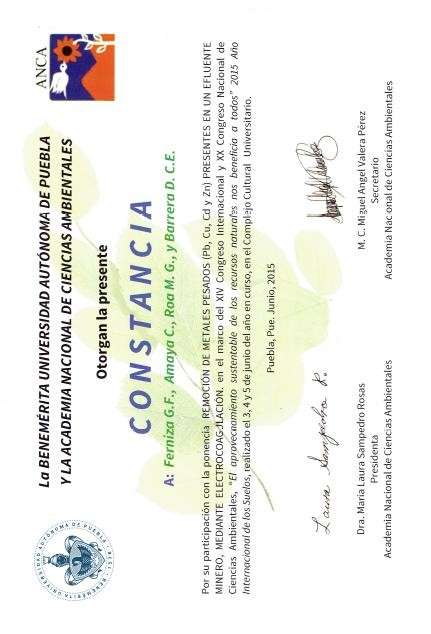 La BENEMÉRITA UNIVERSIDAD AUTÓNOMA DE PUEBLA
Y LA ACADEMIA NACIONAL DE CIENCIAS AMBIENTALES
ANCA
Otorgan la presente
CONSTANCIA
A: Ferniza G.F., Amaya C., Roa M. G., y Barrera D. C.E.
Por su participación con la ponencia REMOCIÓN DE METALES PESADOS (Pb, Cu, Cd y Zn) PRESENTES EN UN EFLUENTE
MINERO, MEDIANTE ELECTROCOAGULACIÓN. en el marco del XIV Congreso Internacional y XX Congreso Nacional de
Ciencias Ambientales, "El aprovechamiento sustentable de los recursos naturales nos beneficia a todos" 2015 Año
Internacional de los Suelos, realizado el 3, 4 y 5 de junio del año en curso, en el Complejo Cultural Universitario.
Puebla, Pue. Junio, 2015
Laura Sampedro R.
Dra. María Laura Sampedro Rosas
Presidenta
Academia Nacional de Ciencias Ambientales
M. C. Miguel Angel Valera Pérez
Secretario
Academia Nacional de Ciencias Ambientales